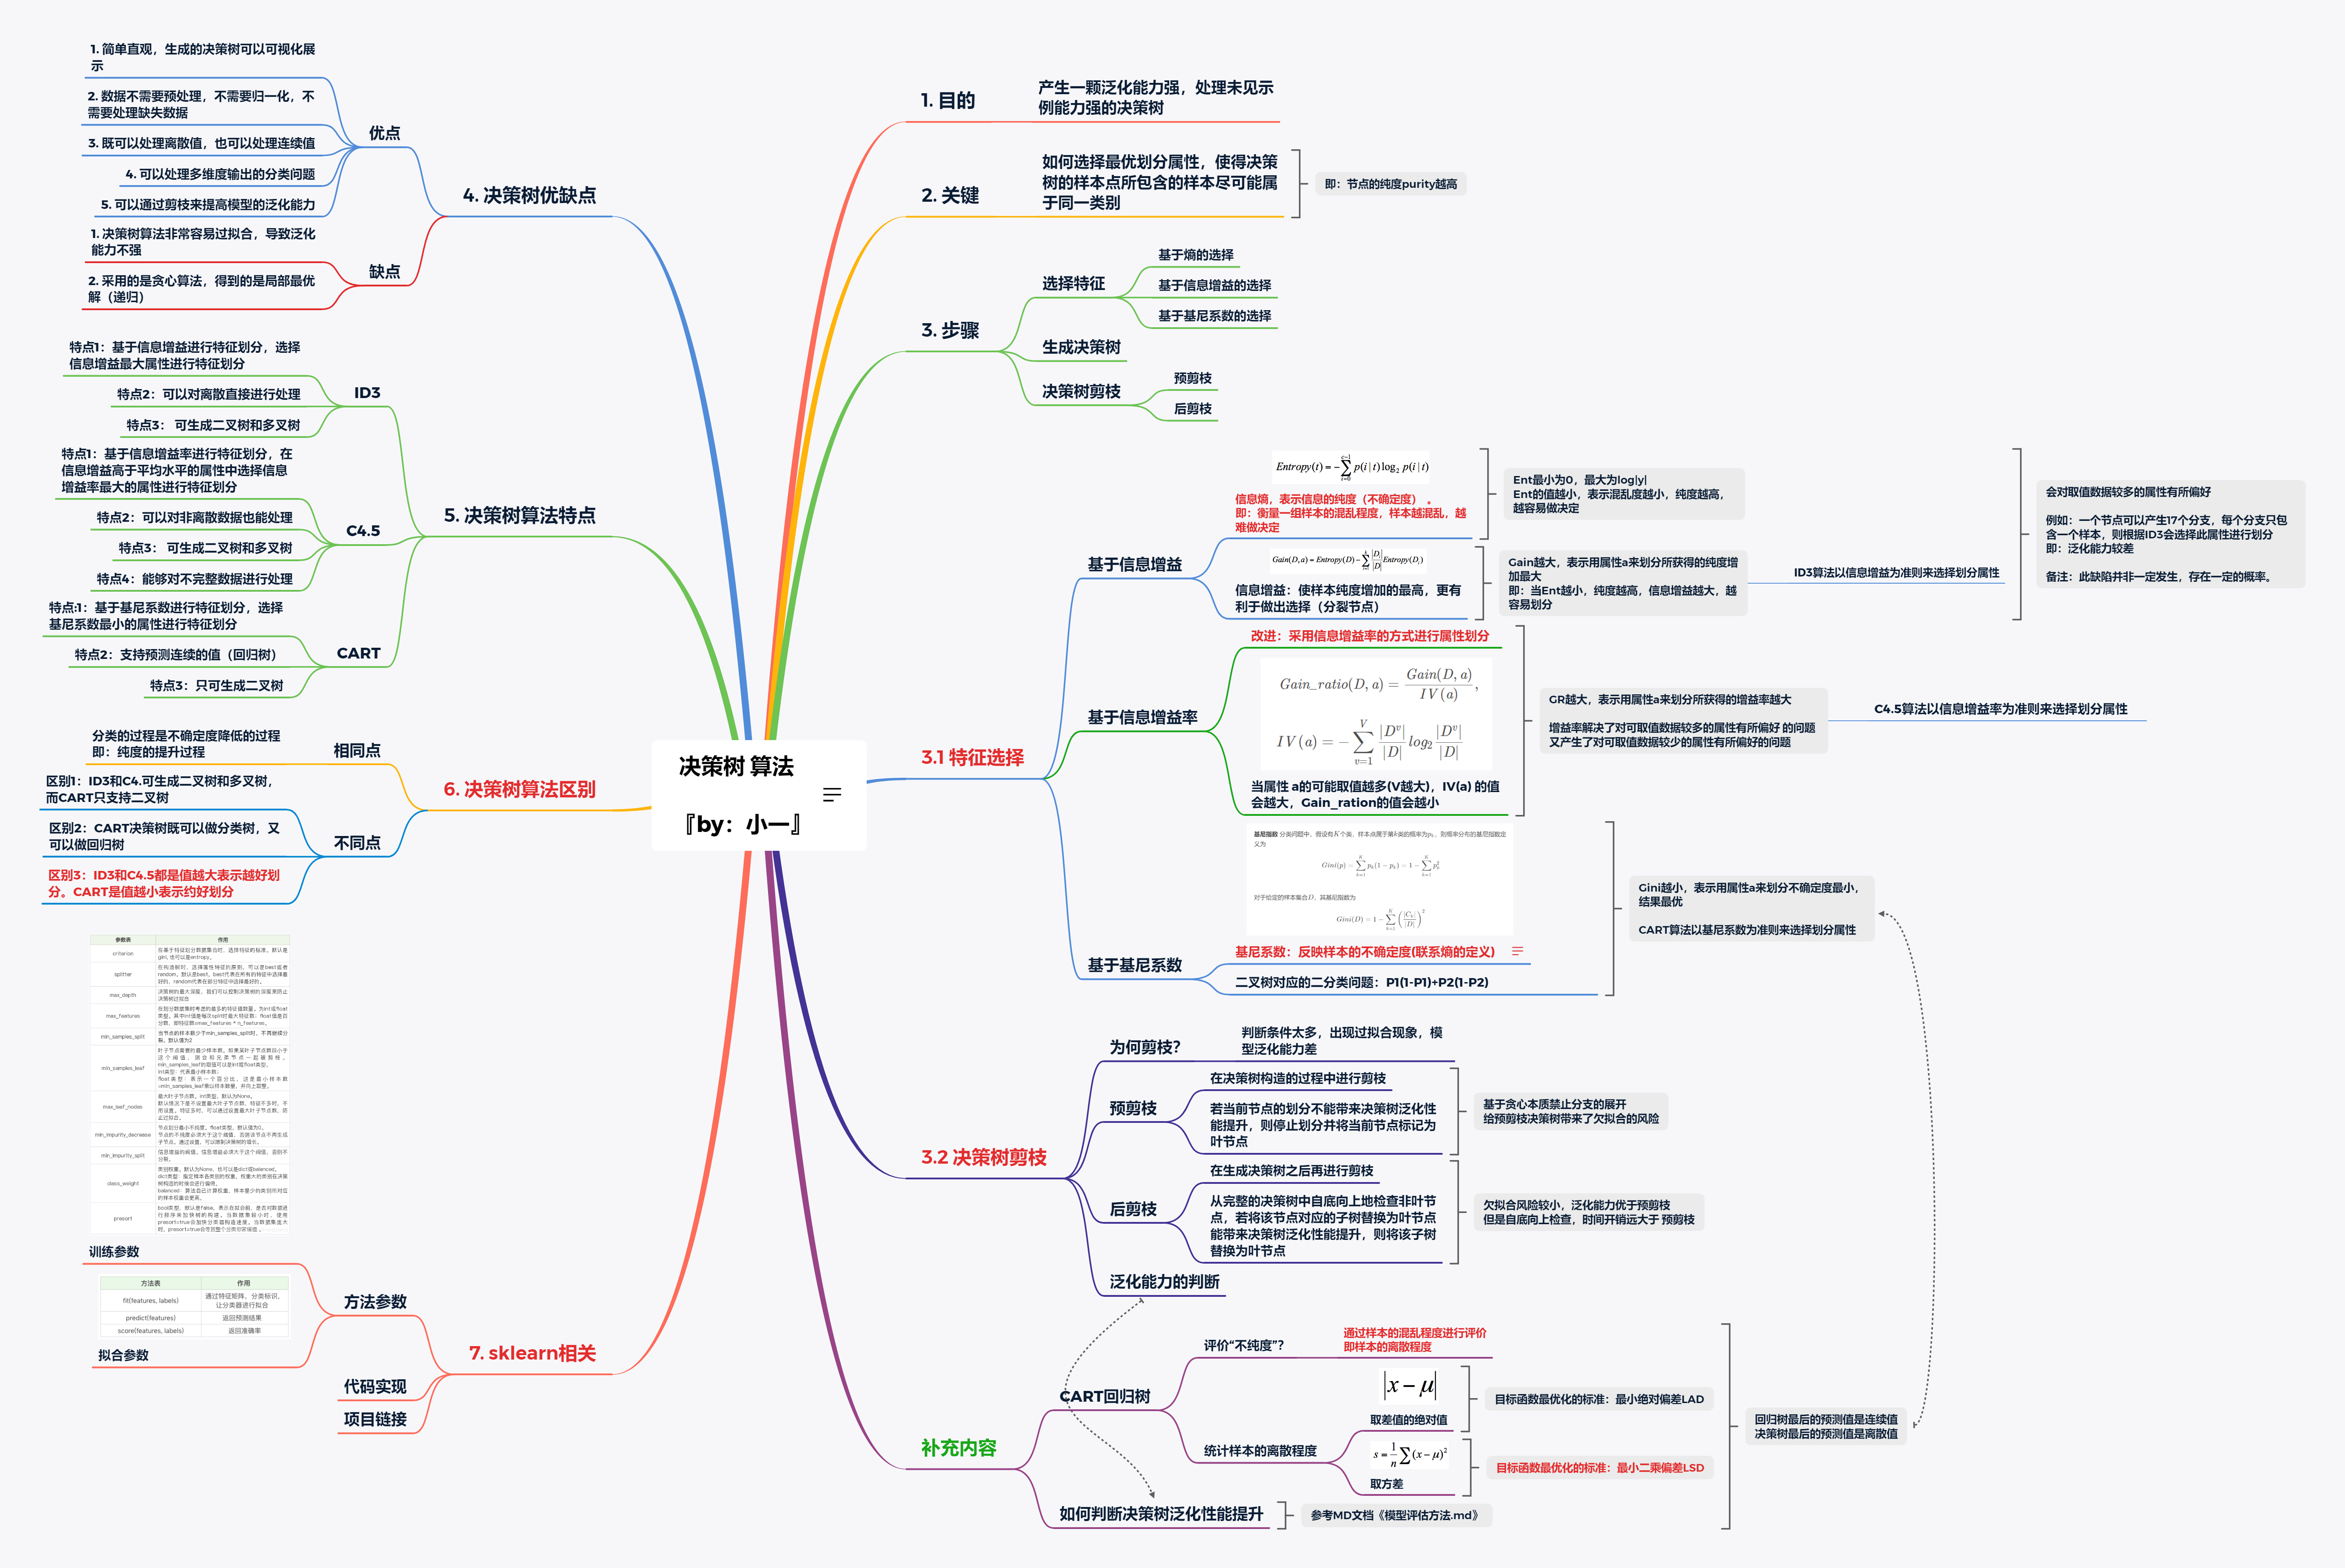 决策树 算法
『by：小一』
1. 目的
产生一颗泛化能力强，处理未见示
例能力强的决策树
2. 关键
如何选择最优划分属性，使得决策
树的样本点所包含的样本尽可能属
于同一类别
即：节点的纯度purity越高
3. 步骤
选择特征
基于熵的选择
基于信息增益的选择
基于基尼系数的选择
生成决策树
决策树剪枝
预剪枝
后剪枝
3.1 特征选择
基于信息增益
Entropy(t) = −∑_{i=0}^{c−1} p(i|t) log₂ p(i|t)
信息熵，表示信息的纯度（不确定度） 。
即：衡量一组样本的混乱程度，样本越混乱，越
难做决定
Ent最小为0，最大为log|y|
Ent的值越小，表示混乱度越小，纯度越高，
越容易做决定
信息增益：使样本纯度增加的最高，更有
利于做出选择（分裂节点）
Gain越大，表示用属性a来划分所获得的纯度增
加最大
即：当Ent越小，纯度越高，信息增益越大，越
容易划分
ID3算法以信息增益为准则来选择划分属性
会对取值数据较多的属性有所偏好
例如：一个节点可以产生17个分支，每个分支只包
含一个样本，则根据ID3会选择此属性进行划分
即：泛化能力较差
备注：此缺陷并非一定发生，存在一定的概率。
基于信息增益率
改进：采用信息增益率的方式进行属性划分
Gain_ratio(D, a) = Gain(D, a) / IV(a),
IV(a) = −∑_{v=1}^{V} |D^v|/|D| log₂ |D^v|/|D|
当属性 a的可能取值越多(V越大)，IV(a) 的值
会越大，Gain_ration的值会越小
GR越大，表示用属性a来划分所获得的增益率越大
增益率解决了对可取值数据较多的属性有所偏好 的问题
又产生了对可取值数据较少的属性有所偏好的问题
C4.5算法以信息增益率为准则来选择划分属性
基于基尼系数
基尼指数 分类问题中，假设有K个类，样本点属于第k类的概率为pₖ，则概率分布的基尼指数定
义为
Gini(p) = ∑_{k=1}^{K} pₖ(1 − pₖ) = 1 − ∑_{k=1}^{K} pₖ²
对于给定的样本集合D，其基尼指数为
Gini(D) = 1 − ∑_{k=1}^{K} (|Cₖ|/|D|)²
基尼系数：反映样本的不确定度(联系熵的定义)
二叉树对应的二分类问题：P1(1-P1)+P2(1-P2)
Gini越小，表示用属性a来划分不确定度最小，
结果最优
CART算法以基尼系数为准则来选择划分属性
3.2 决策树剪枝
为何剪枝？
判断条件太多，出现过拟合现象，模
型泛化能力差
预剪枝
在决策树构造的过程中进行剪枝
若当前节点的划分不能带来决策树泛化性
能提升，则停止划分并将当前节点标记为
叶节点
基于贪心本质禁止分支的展开
给预剪枝决策树带来了欠拟合的风险
后剪枝
在生成决策树之后再进行剪枝
从完整的决策树中自底向上地检查非叶节
点，若将该节点对应的子树替换为叶节点
能带来决策树泛化性能提升，则将该子树
替换为叶节点
欠拟合风险较小，泛化能力优于预剪枝
但是自底向上检查，时间开销远大于 预剪枝
泛化能力的判断
补充内容
CART回归树
评价“不纯度”？
通过样本的混乱程度进行评价
即样本的离散程度
统计样本的离散程度
|x − μ|
取差值的绝对值
目标函数最优化的标准：最小绝对偏差LAD
s = 1/n ∑(x − μ)²
取方差
目标函数最优化的标准：最小二乘偏差LSD
回归树最后的预测值是连续值
决策树最后的预测值是离散值
如何判断决策树泛化性能提升
参考MD文档《模型评估方法.md》
4. 决策树优缺点
优点
1. 简单直观，生成的决策树可以可视化展
示
2. 数据不需要预处理，不需要归一化，不
需要处理缺失数据
3. 既可以处理离散值，也可以处理连续值
4. 可以处理多维度输出的分类问题
5. 可以通过剪枝来提高模型的泛化能力
缺点
1. 决策树算法非常容易过拟合，导致泛化
能力不强
2. 采用的是贪心算法，得到的是局部最优
解（递归）
5. 决策树算法特点
ID3
特点1：基于信息增益进行特征划分，选择
信息增益最大属性进行特征划分
特点2：可以对离散直接进行处理
特点3： 可生成二叉树和多叉树
C4.5
特点1：基于信息增益率进行特征划分，在
信息增益高于平均水平的属性中选择信息
增益率最大的属性进行特征划分
特点2：可以对非离散数据也能处理
特点3： 可生成二叉树和多叉树
特点4：能够对不完整数据进行处理
CART
特点:1：基于基尼系数进行特征划分，选择
基尼系数最小的属性进行特征划分
特点2：支持预测连续的值（回归树）
特点3：只可生成二叉树
6. 决策树算法区别
相同点
分类的过程是不确定度降低的过程
即：纯度的提升过程
不同点
区别1：ID3和C4.可生成二叉树和多叉树，
而CART只支持二叉树
区别2：CART决策树既可以做分类树，又
可以做回归树
区别3：ID3和C4.5都是值越大表示越好划
分。CART是值越小表示约好划分
7. sklearn相关
方法参数
参数表 作用
criterion
splitter
max_depth
max_features
min_samples_split
min_samples_leaf
max_leaf_nodes
min_impurity_decrease
min_impurity_split
class_weight
presort
训练参数
方法表 作用
fit(features, labels) 通过特征矩阵，分类标识，
让分类器进行拟合
predict(features) 返回预测结果
score(features, labels) 返回准确率
拟合参数
代码实现
项目链接